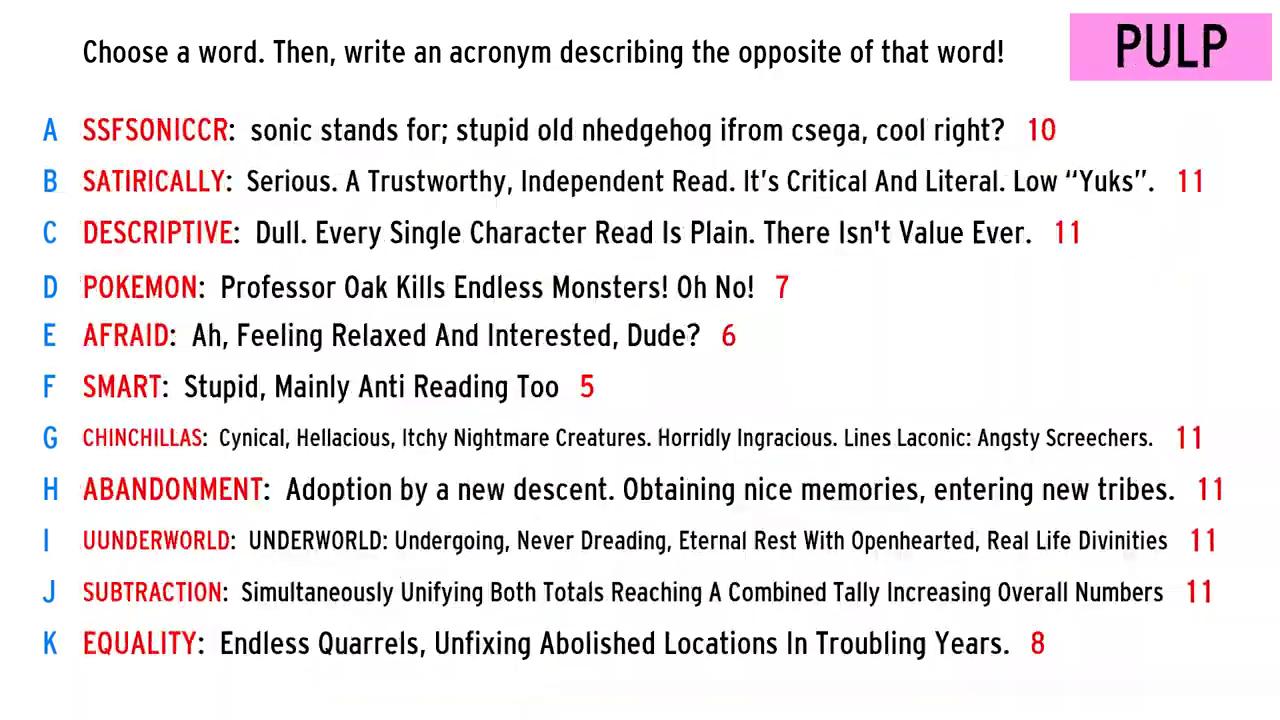 Choose a word. Then, write an acronym describing the opposite of that word!
PULP
A SSFSONICCR: sonic stands for; stupid old nhedgehog ifrom csega, cool right? 10
B SATIRICALLY: Serious. A Trustworthy, Independent Read. It's Critical And Literal. Low “Yuks”. 11
C DESCRIPTIVE: Dull. Every Single Character Read Is Plain. There Isn't Value Ever. 11
D POKEMON: Professor Oak Kills Endless Monsters! Oh No! 7
E AFRAID: Ah, Feeling Relaxed And Interested, Dude? 6
F SMART: Stupid, Mainly Anti Reading Too 5
G CHINCHILLAS: Cynical, Hellacious, Itchy Nightmare Creatures. Horridly Ingracious. Lines Laconic: Angsty Screechers. 11
H ABANDONMENT: Adoption by a new descent. Obtaining nice memories, entering new tribes. 11
I UUNDERWORLD: UNDERWORLD: Undergoing, Never Dreading, Eternal Rest With Openhearted, Real Life Divinities 11
J SUBTRACTION: Simultaneously Unifying Both Totals Reaching A Combined Tally Increasing Overall Numbers 11
K EQUALITY: Endless Quarrels, Unfixing Abolished Locations In Troubling Years. 8